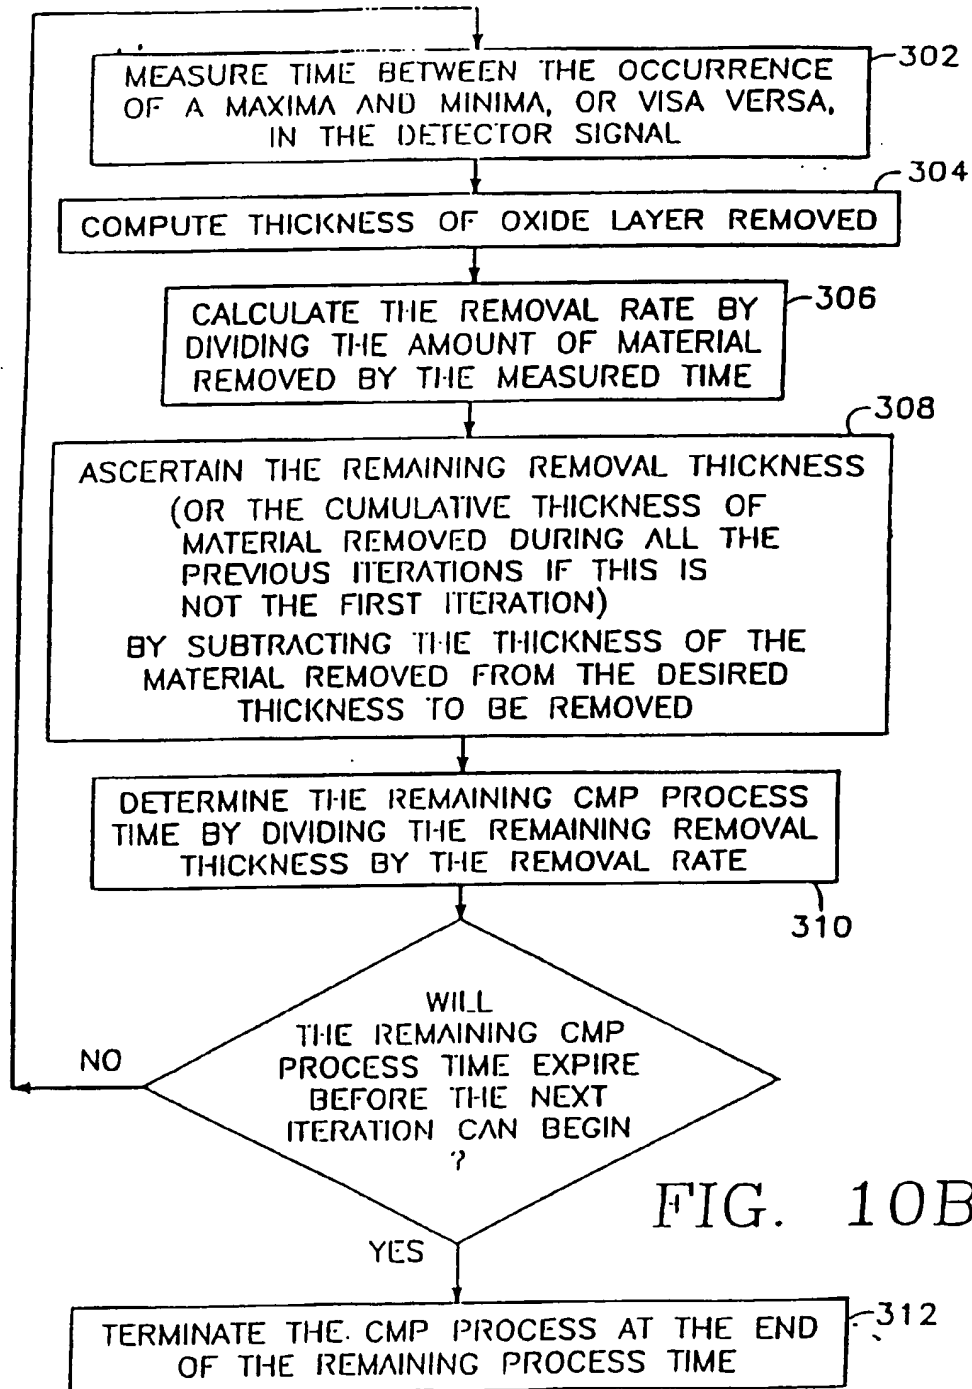 MEASURE TIME BETWEEN THE OCCURRENCE
OF A MAXIMA AND MINIMA, OR VISA VERSA,
IN THE DETECTOR SIGNAL
302
304
COMPUTE THICKNESS OF OXIDE LAYER REMOVED
306
CALCULATE THE REMOVAL RATE BY
DIVIDING THE AMOUNT OF MATERIAL
REMOVED BY THE MEASURED TIME
308
ASCERTAIN THE REMAINING REMOVAL THICKNESS
(OR THE CUMULATIVE THICKNESS OF
MATERIAL REMOVED DURING ALL THE
PREVIOUS ITERATIONS IF THIS IS
NOT THE FIRST ITERATION)
BY SUBTRACTING THE THICKNESS OF THE
MATERIAL REMOVED FROM THE DESIRED
THICKNESS TO BE REMOVED
DETERMINE THE REMAINING CMP PROCESS
TIME BY DIVIDING THE REMAINING REMOVAL
THICKNESS BY THE REMOVAL RATE
310
WILL
THE REMAINING CMP
PROCESS TIME EXPIRE
BEFORE THE NEXT
ITERATION CAN BEGIN
?
NO
YES
FIG. 10B
312
TERMINATE THE CMP PROCESS AT THE END
OF THE REMAINING PROCESS TIME